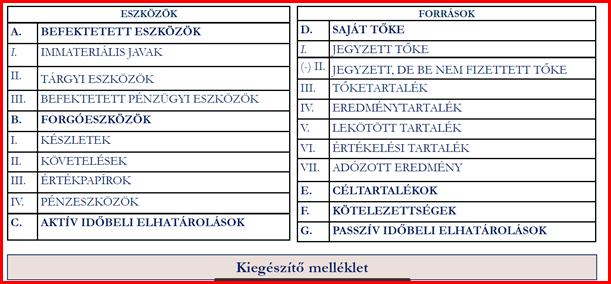 ESZKÖZÖK
A. BEFEKTETETT ESZKÖZÖK
I. IMMATERIÁLIS JAVAK
II. TÁRGYI ESZKÖZÖK
III. BEFEKTETETT PÉNZÜGYI ESZKÖZÖK
B. FORGÓESZKÖZÖK
I. KÉSZLETEK
II. KÖVETELÉSEK
III. ÉRTÉKPAPÍROK
IV. PÉNZESZKÖZÖK
C. AKTÍV IDŐBELI ELHATÁROLÁSOK
FORRÁSOK
D. SAJÁT TŐKE
I. JEGYZETT TŐKE
(-) II. JEGYZETT, DE BE NEM FIZETTETT TŐKE
III. TŐKETARTALÉK
IV. EREDMÉNYTARTALÉK
V. LEKÖTÖTT TARTALÉK
VI. ÉRTÉKELÉSI TARTALÉK
VII. ADÓZOTT EREDMÉNY
E. CÉLTARTALÉKOK
F. KÖTELEZETTSÉGEK
G. PASSZÍV IDŐBELI ELHATÁROLÁSOK
Kiegészítő melléklet